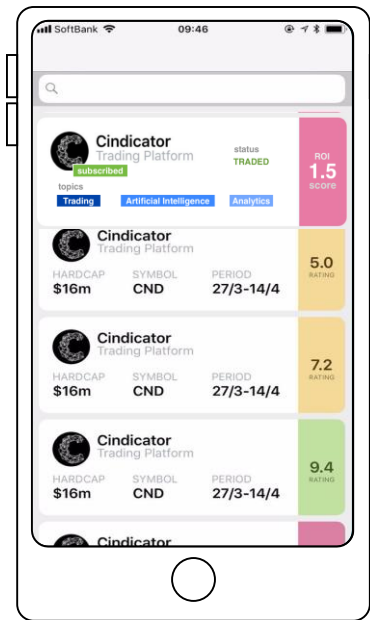 SoftBank 09:46
Cindicator
Trading Platform
subscribed
status
TRADED
topics
Trading Artificial Intelligence Analytics
ROI
1.5
score
Cindicator
HARDCAP SYMBOL PERIOD
$16m CND 27/3-14/4
5.0
RATING
Cindicator
Trading Platform
HARDCAP SYMBOL PERIOD
$16m CND 27/3-14/4
7.2
RATING
Cindicator
Trading Platform
HARDCAP SYMBOL PERIOD
$16m CND 27/3-14/4
9.4
RATING
Cindicator